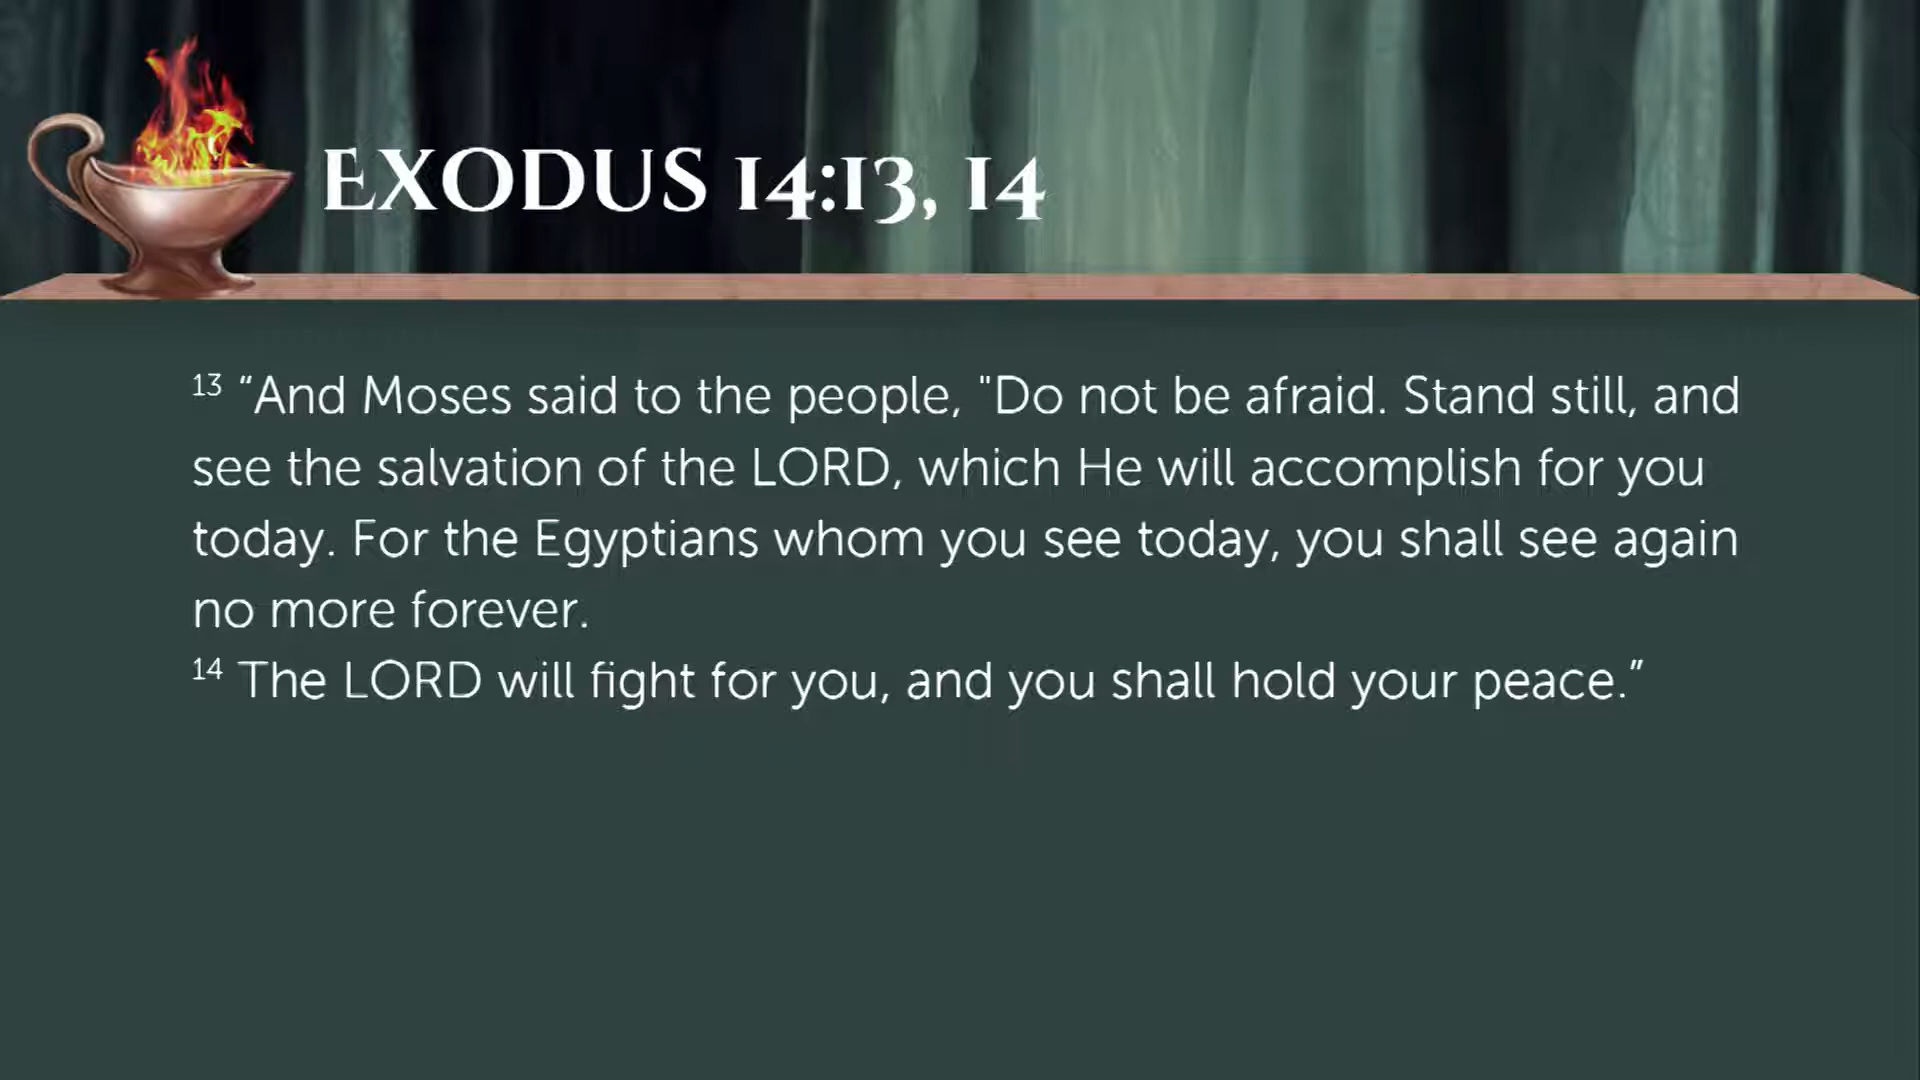 EXODUS 14:13, 14
13 “And Moses said to the people, "Do not be afraid. Stand still, and
see the salvation of the LORD, which He will accomplish for you
today. For the Egyptians whom you see today, you shall see again
no more forever.
14 The LORD will fight for you, and you shall hold your peace.”